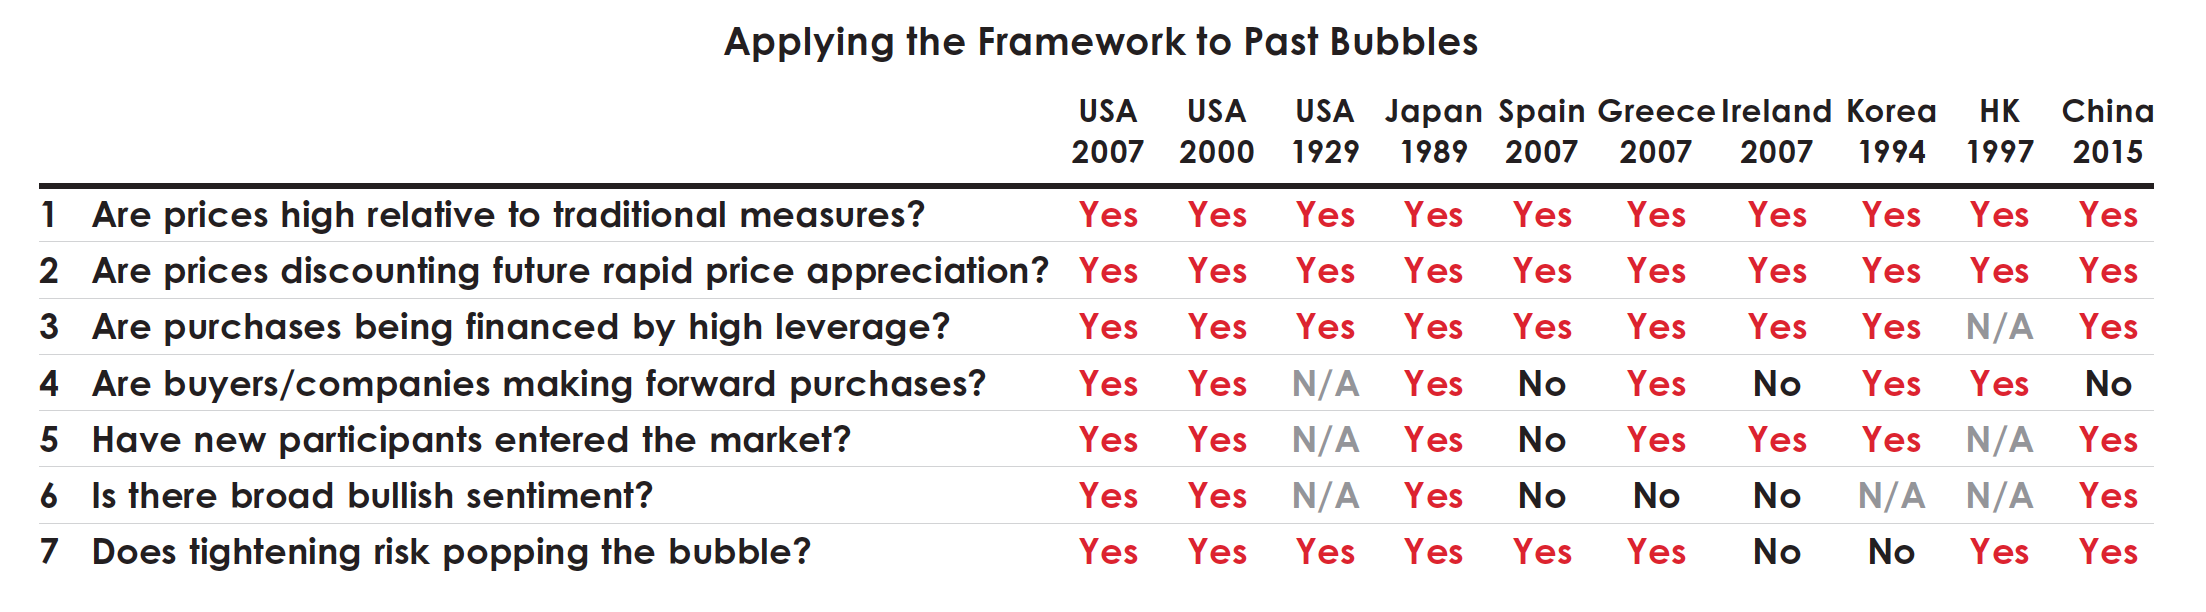 Applying the Framework to Past Bubbles
USA USA USA Japan Spain Greece Ireland Korea HK China
2007 2000 1929 1989 2007 2007 2007 1994 1997 2015
1 Are prices high relative to traditional measures? Yes Yes Yes Yes Yes Yes Yes Yes Yes Yes
2 Are prices discounting future rapid price appreciation? Yes Yes Yes Yes Yes Yes Yes Yes Yes Yes
3 Are purchases being financed by high leverage? Yes Yes Yes Yes Yes Yes Yes Yes N/A Yes
4 Are buyers/companies making forward purchases? Yes Yes N/A Yes No Yes No Yes Yes No
5 Have new participants entered the market? Yes Yes N/A Yes No Yes Yes Yes N/A Yes
6 Is there broad bullish sentiment? Yes Yes N/A Yes No No No N/A N/A Yes
7 Does tightening risk popping the bubble? Yes Yes Yes Yes Yes Yes No No Yes Yes